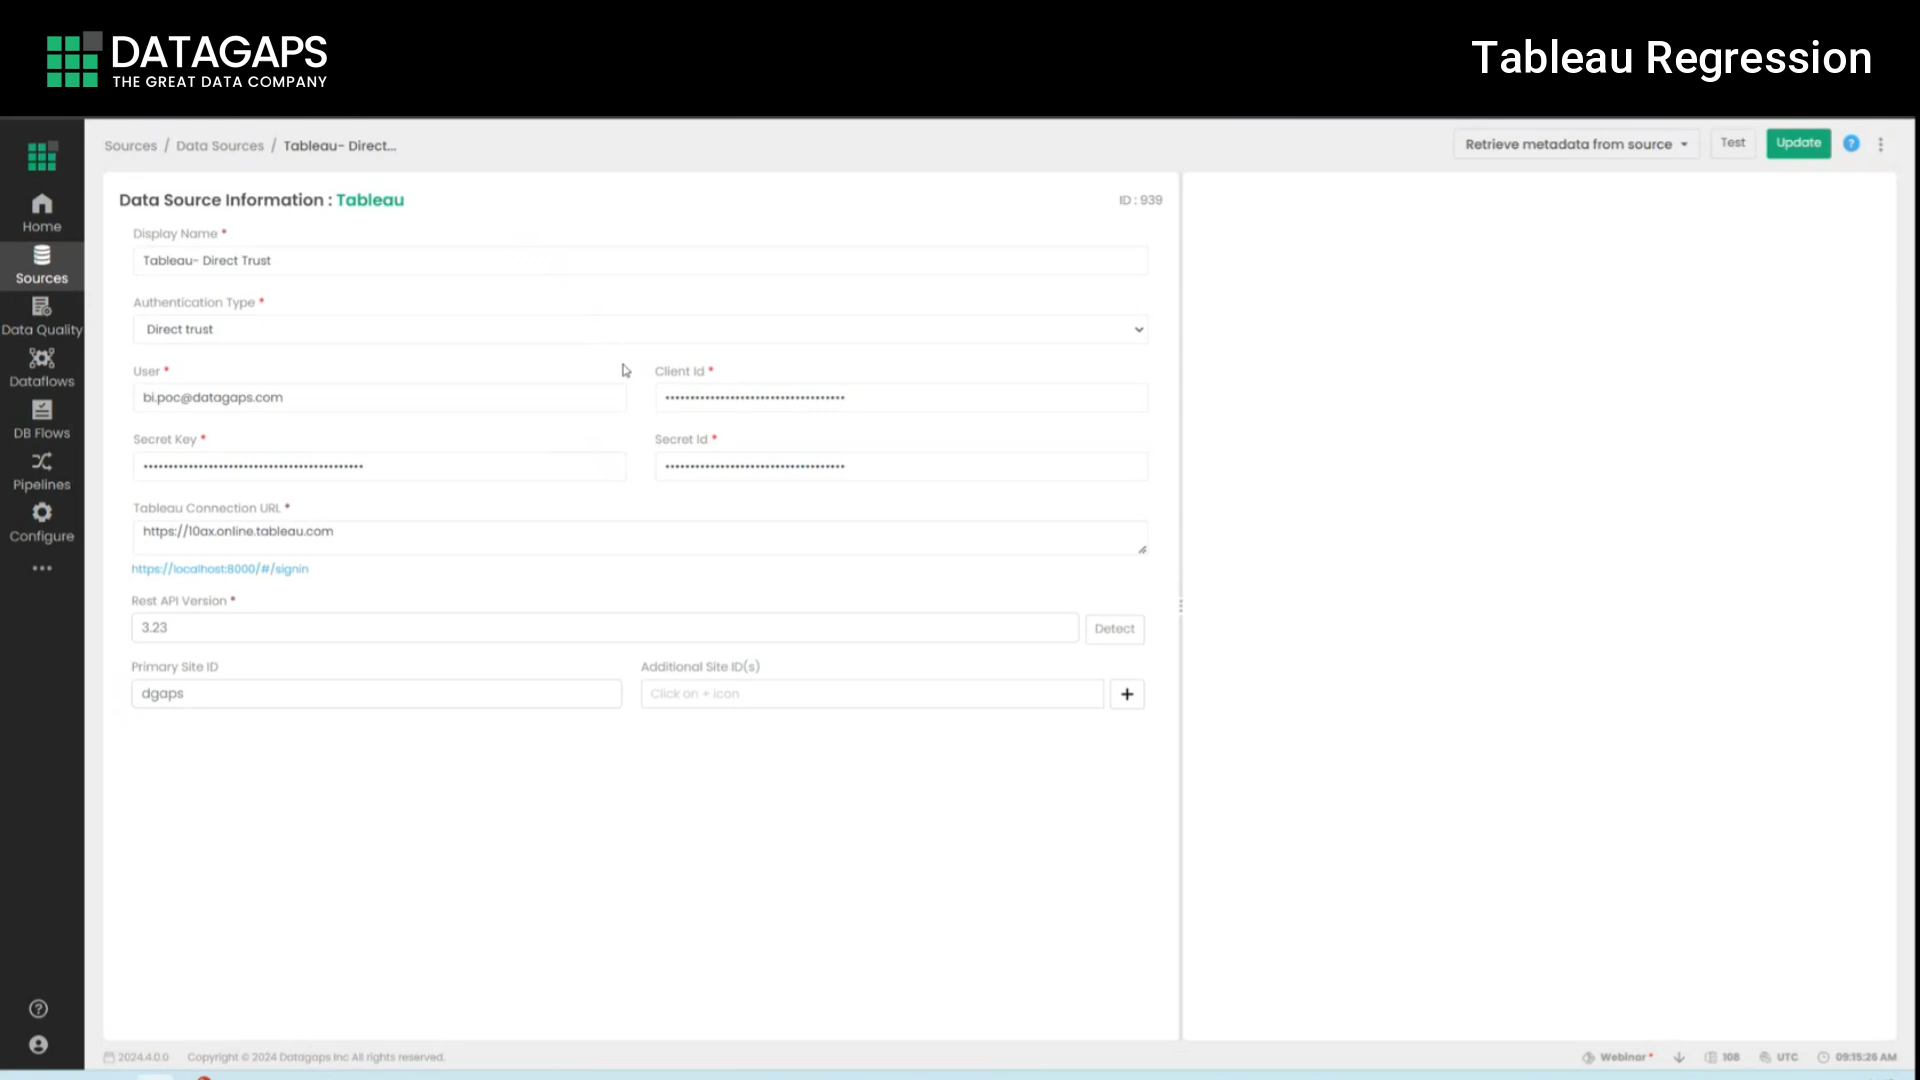 DATAGAPS
THE GREAT DATA COMPANY
Tableau Regression
Sources / Data Sources / Tableau- Direct...
Retrieve metadata from source
Test
Update
?
Home
Sources
Data Quality
Dataflows
DB Flows
Pipelines
Configure
Data Source Information : Tableau
ID : 939
Display Name *
Tableau- Direct Trust
Authentication Type *
Direct trust
User *
Client Id *
bi.poc@datagaps.com
Secret Key *
Secret Id *
Tableau Connection URL *
https://10ax.online.tableau.com
https://localhost:8000/#/signin
Rest API Version *
3.23
Detect
Primary Site ID
Additional Site ID(s)
dgaps
Click on + icon
+
?
2024.4.0.0
Copyright © 2024 Datagaps Inc All rights reserved.
Webinar *
108
UTC
09:15:26 AM